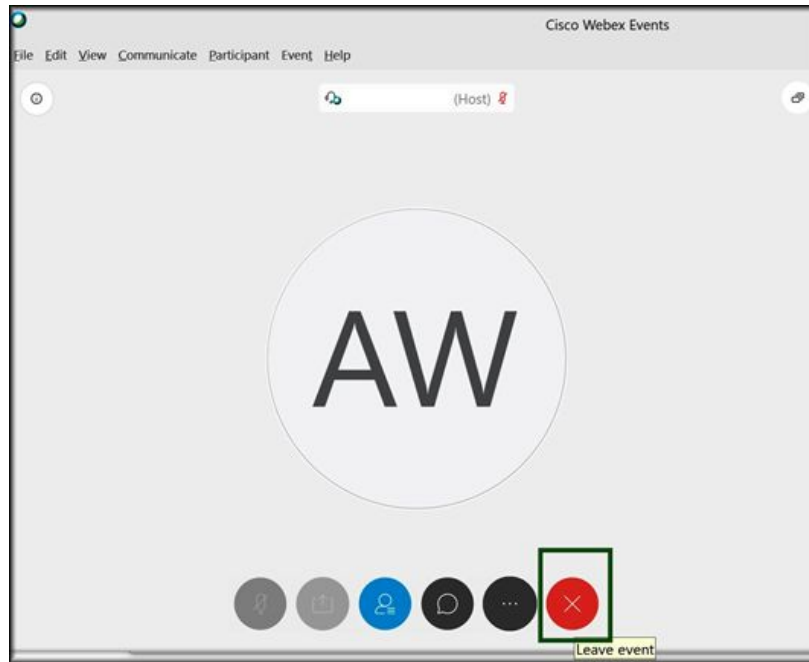 Cisco Webex Events
File Edit View Communicate Participant Event Help
(Host)
AW
Leave event